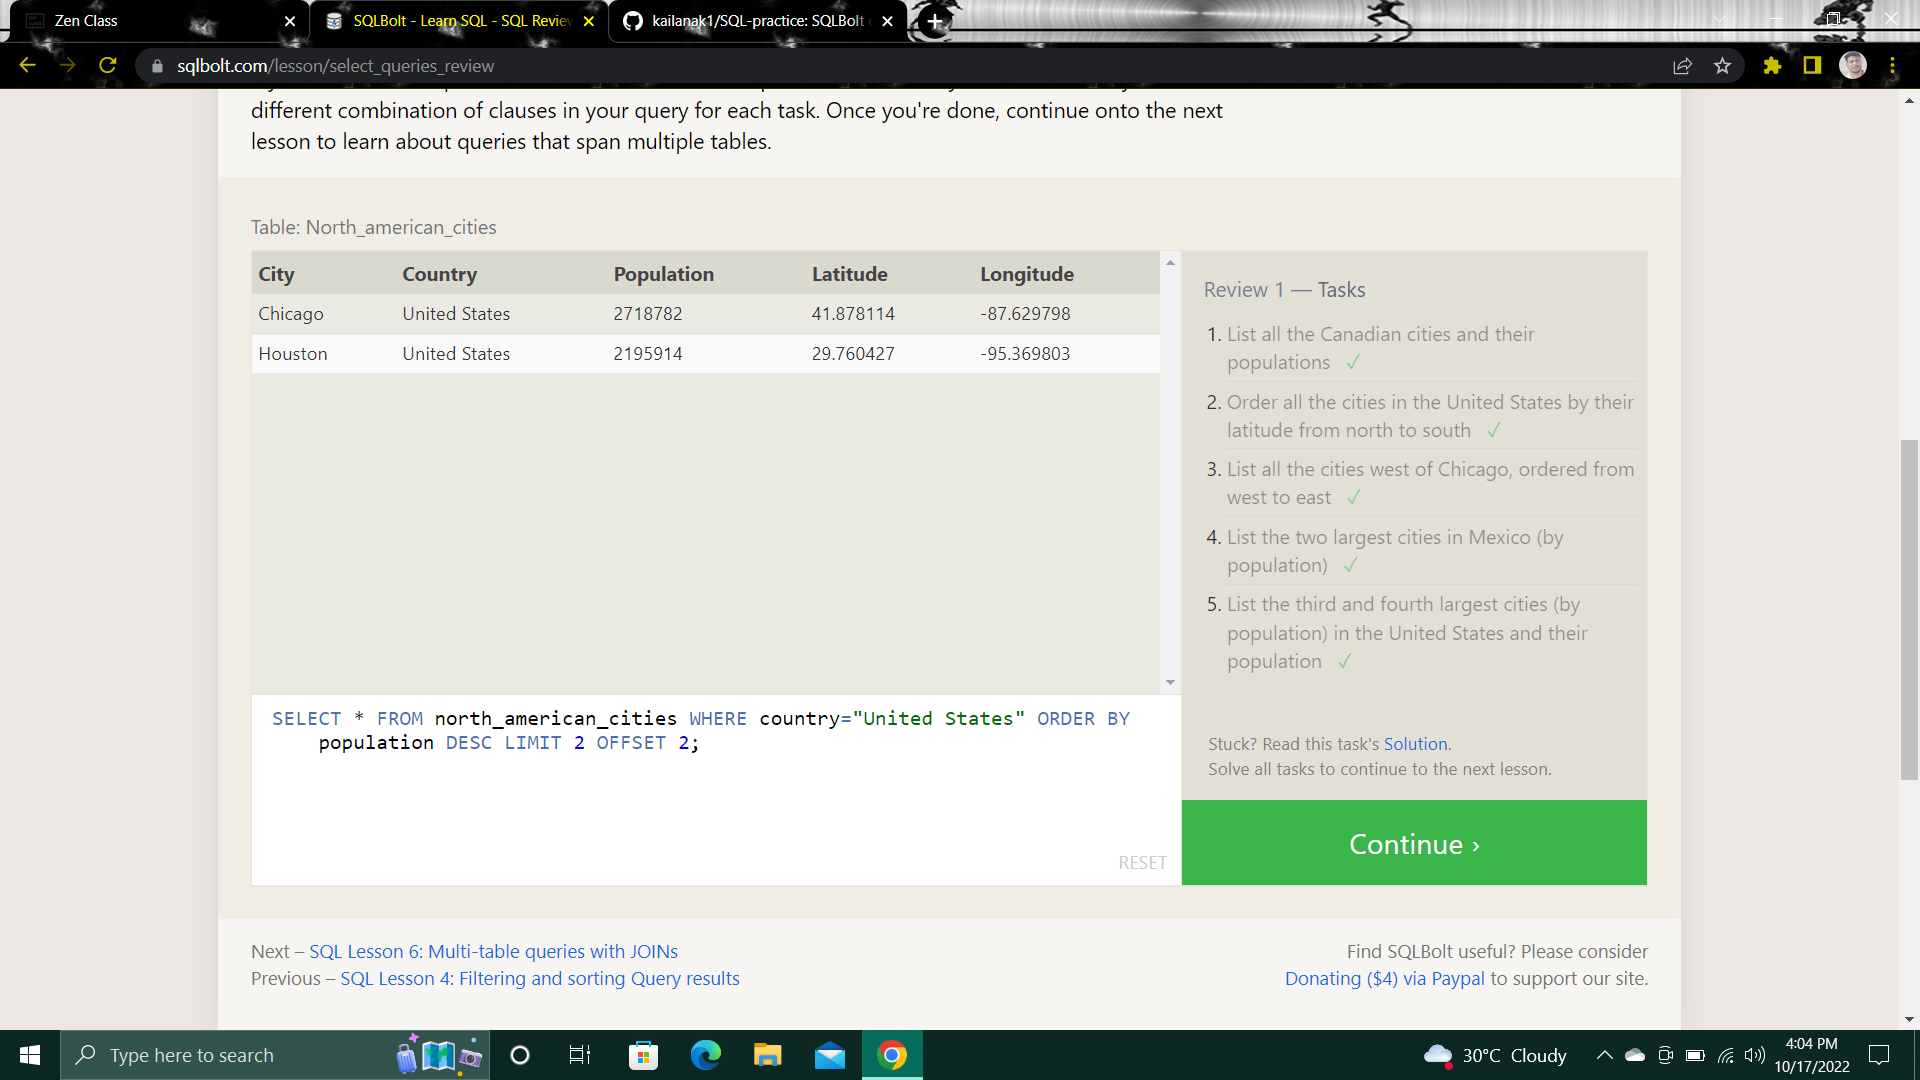 Zen Class
SQLBolt - Learn SQL - SQL Review
kailanak1/SQL-practice: SQLBolt
sqlbolt.com/lesson/select_queries_review
different combination of clauses in your query for each task. Once you're done, continue onto the next
lesson to learn about queries that span multiple tables.
Table: North_american_cities
City Country Population Latitude Longitude
Chicago United States 2718782 41.878114 -87.629798
Houston United States 2195914 29.760427 -95.369803
Review 1 — Tasks
1. List all the Canadian cities and their
populations ✓
2. Order all the cities in the United States by their
latitude from north to south ✓
3. List all the cities west of Chicago, ordered from
west to east ✓
4. List the two largest cities in Mexico (by
population) ✓
5. List the third and fourth largest cities (by
population) in the United States and their
population ✓
SELECT * FROM north_american_cities WHERE country="United States" ORDER BY
population DESC LIMIT 2 OFFSET 2;
RESET
Stuck? Read this task's Solution.
Solve all tasks to continue to the next lesson.
Continue ›
Next – SQL Lesson 6: Multi-table queries with JOINs
Previous – SQL Lesson 4: Filtering and sorting Query results
Find SQLBolt useful? Please consider
Donating ($4) via Paypal to support our site.
Type here to search
30°C Cloudy
4:04 PM
10/17/2022